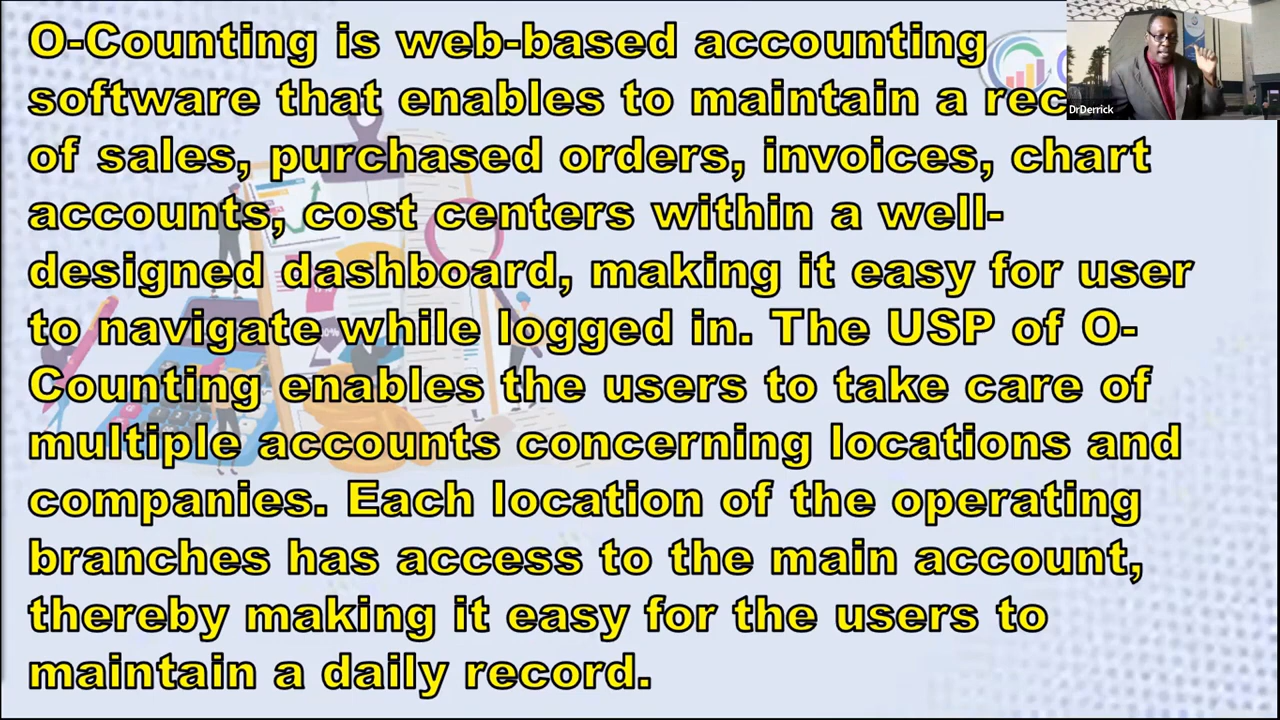 O-Counting is web-based accounting
software that enables to maintain a rec
of sales, purchased orders, invoices, chart
accounts, cost centers within a well-
designed dashboard, making it easy for user
to navigate while logged in. The USP of O-
Counting enables the users to take care of
multiple accounts concerning locations and
companies. Each location of the operating
branches has access to the main account,
thereby making it easy for the users to
maintain a daily record.
DrDerrick